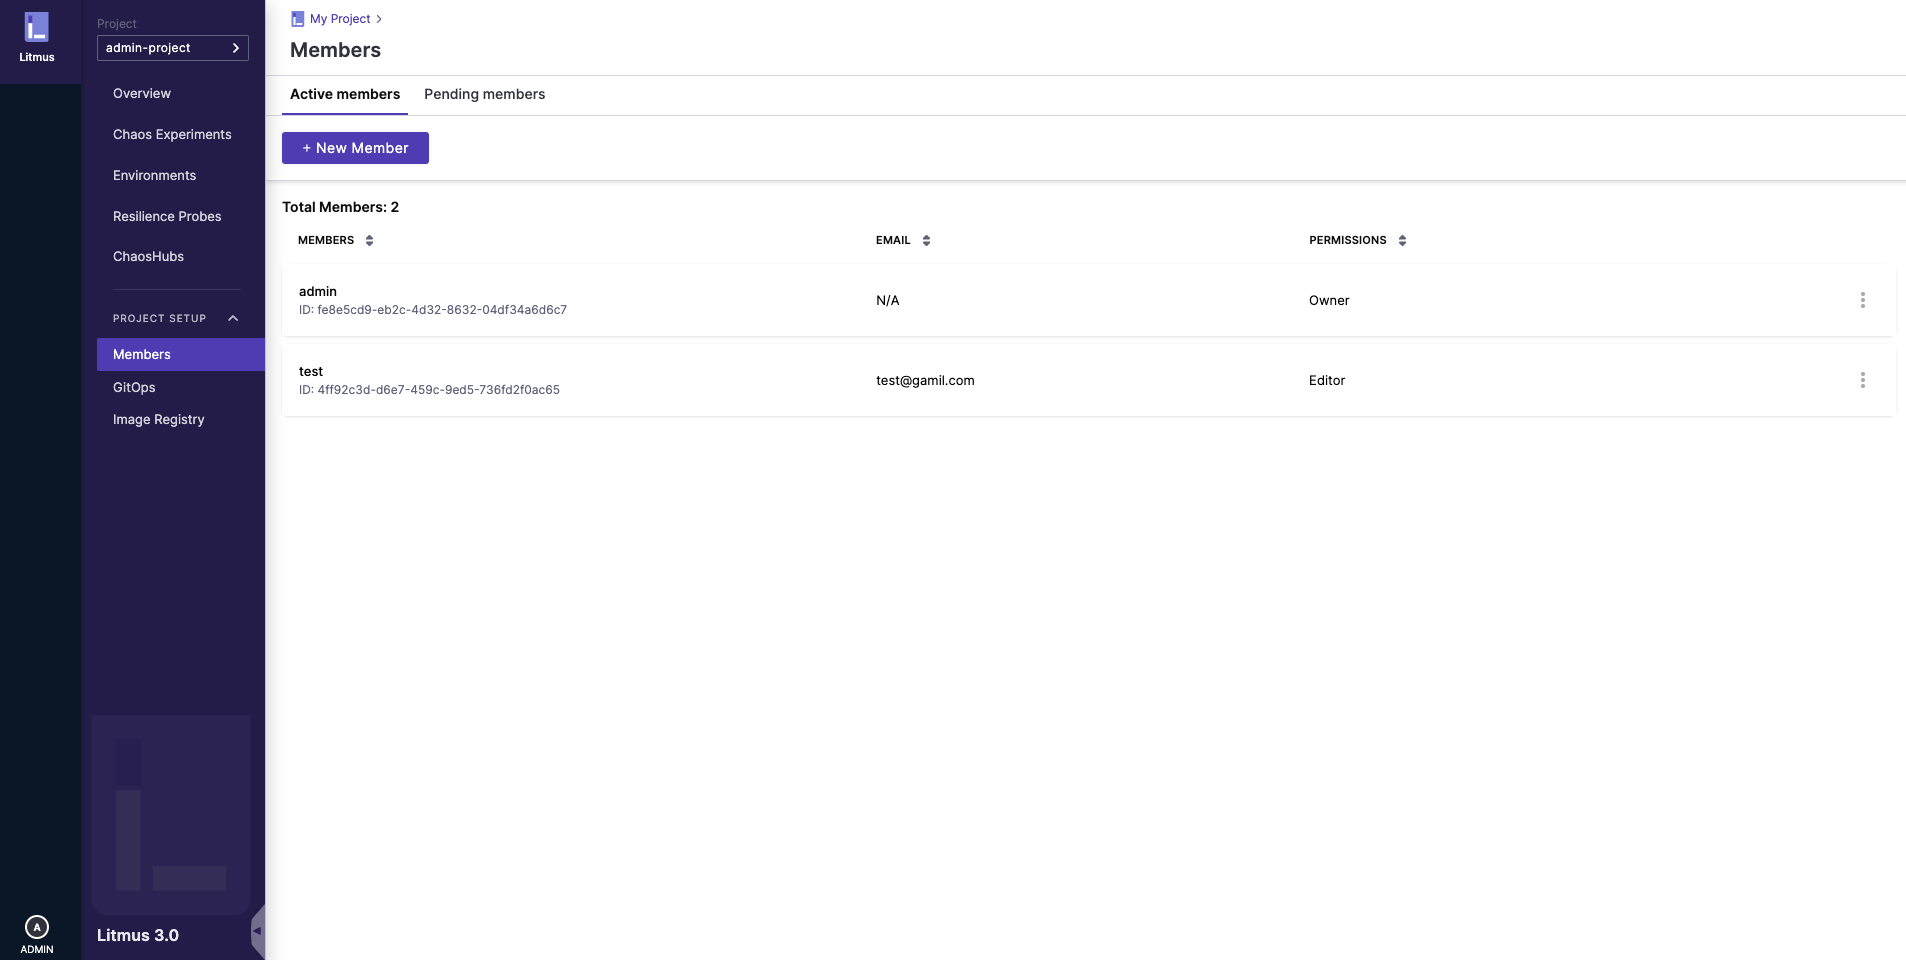 Litmus
Project
admin-project
Overview
Chaos Experiments
Environments
Resilience Probes
ChaosHubs
PROJECT SETUP
Members
GitOps
Image Registry
Litmus 3.0
A
ADMIN
My Project
Members
Active members
Pending members
+ New Member
Total Members: 2
MEMBERS EMAIL PERMISSIONS
admin
ID: fe8e5cd9-eb2c-4d32-8632-04df34a6d6c7
N/A
Owner
test
ID: 4ff92c3d-d6e7-459c-9ed5-736fd2f0ac65
test@gamil.com
Editor